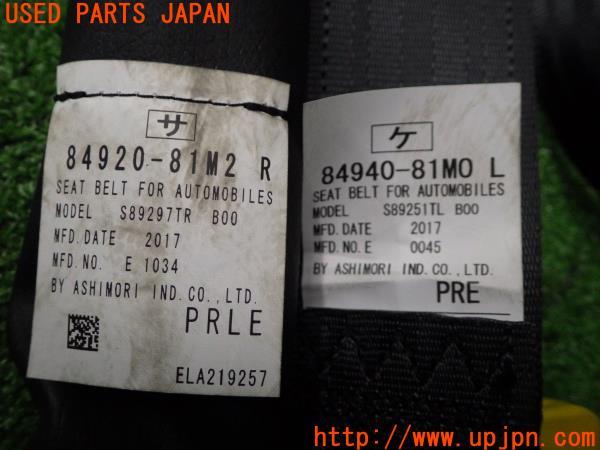 USED PARTS JAPAN
サ
84920-81M2 R
SEAT BELT FOR AUTOMOBILES
MODEL S89297TR B00
MFD.DATE 2017
MFD.NO. E 1034
BY ASHIMORI IND.CO.,LTD.
PRLE
ELA219257
ケ
84940-81M0 L
SEAT BELT FOR AUTOMOBILES
MODEL S89251TL B00
MFD.DATE 2017
MFD.NO.E 0045
BY ASHIMORI IND.CO.,LTD.
PRE
UPJ www.upjpn.com